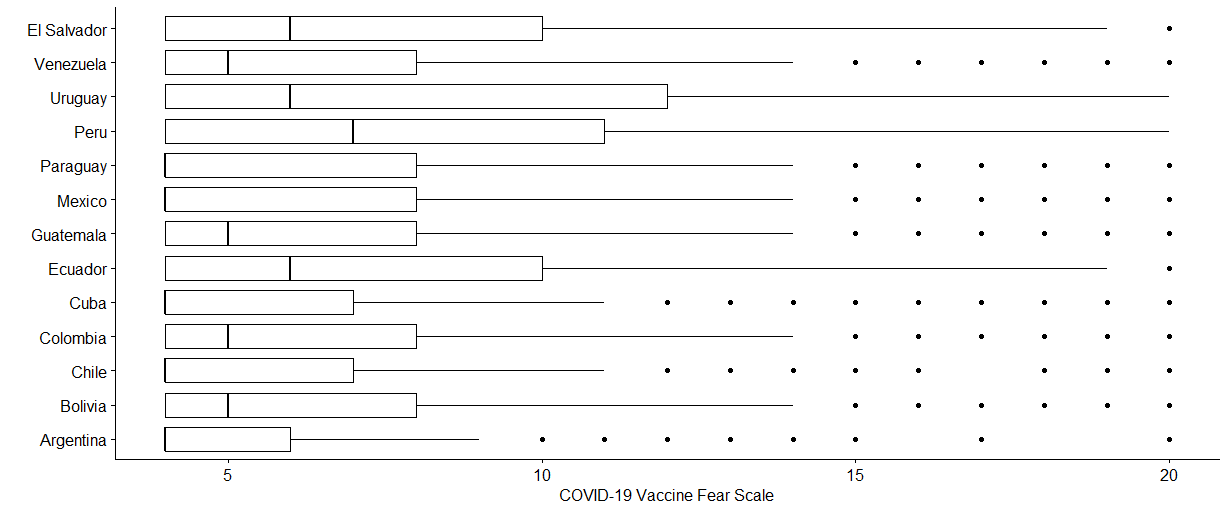 El Salvador
Venezuela
Uruguay
Peru
Paraguay
Mexico
Guatemala
Ecuador
Cuba
Colombia
Chile
Bolivia
Argentina
5 10 15 20
COVID-19 Vaccine Fear Scale